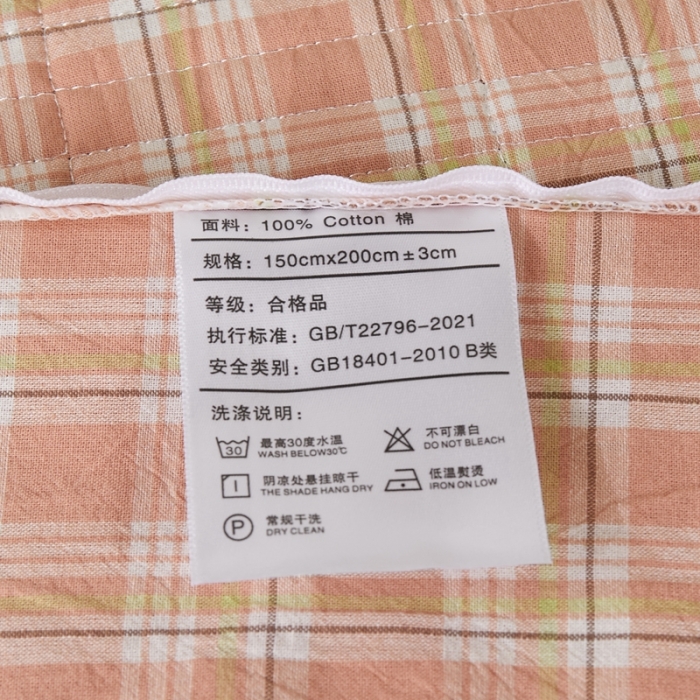 面料：100% Cotton 棉
规格：150cmx200cm±3cm
等级：合格品
执行标准：GB/T22796-2021
安全类别：GB18401-2010 B类
洗涤说明：
30 最高30度水温 不可漂白
WASH BELOW30℃ DO NOT BLEACH
阴凉处悬挂晾干 低温熨烫
THE SHADE HANG DRY IRON ON LOW
P 常规干洗
DRY CLEAN